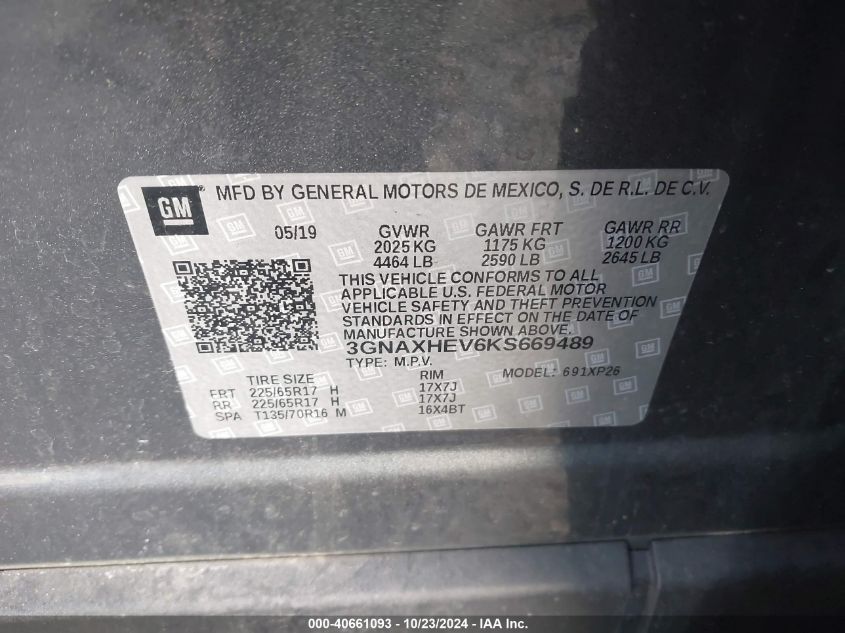 GM ® MFD BY GENERAL MOTORS DE MEXICO, S. DE R.L. DE C.V.
05/19 GVWR GAWR FRT GAWR RR
2025 KG 1175 KG 1200 KG
4464 LB 2590 LB 2645 LB
THIS VEHICLE CONFORMS TO ALL
APPLICABLE U.S. FEDERAL MOTOR
VEHICLE SAFETY AND THEFT PREVENTION
STANDARDS IN EFFECT ON THE DATE OF
MANUFACTURE SHOWN ABOVE.
3GNAXHEV6KS669489
TYPE: M.P.V.
TIRE SIZE RIM MODEL: 691XP26
FRT 225/65R17 H 17X7J
RR 225/65R17 H 17X7J
SPA T135/70R16 M 16X4BT
000-40661093 - 10/23/2024 - IAAI Inc.